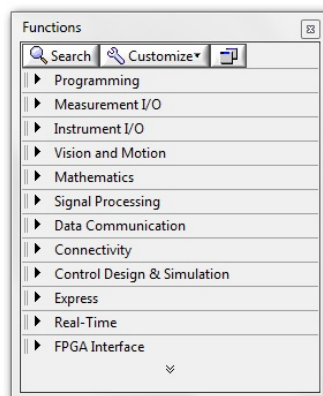 Functions
Search Customize
Programming
Measurement I/O
Instrument I/O
Vision and Motion
Mathematics
Signal Processing
Data Communication
Connectivity
Control Design & Simulation
Express
Real-Time
FPGA Interface